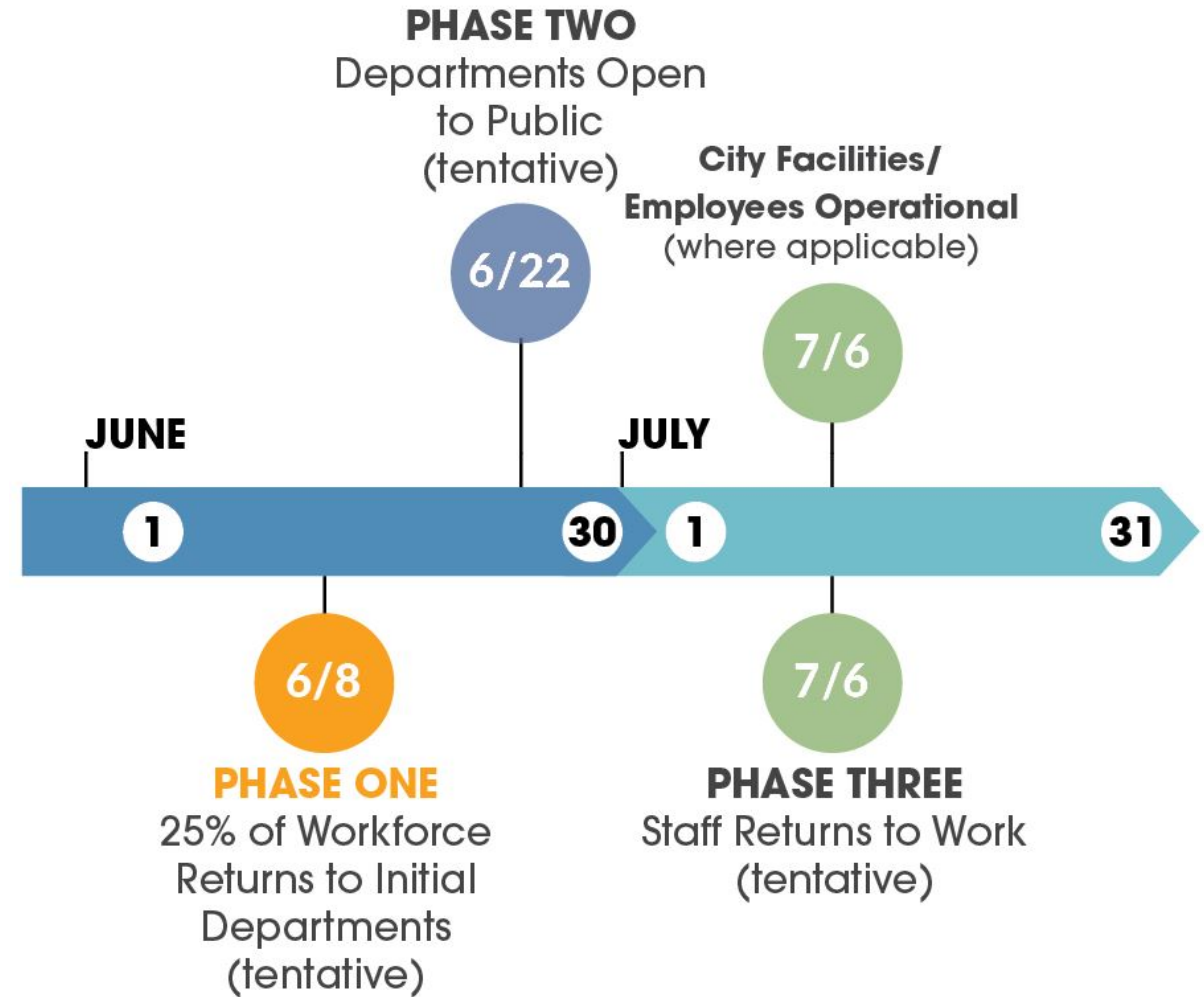 PHASE TWO
Departments Open
to Public
(tentative)
City Facilities/
Employees Operational
(where applicable)
6/22
7/6
JUNE
JULY
1
30
1
31
6/8
7/6
PHASE ONE
25% of Workforce
Returns to Initial
Departments
(tentative)
PHASE THREE
Staff Returns to Work
(tentative)